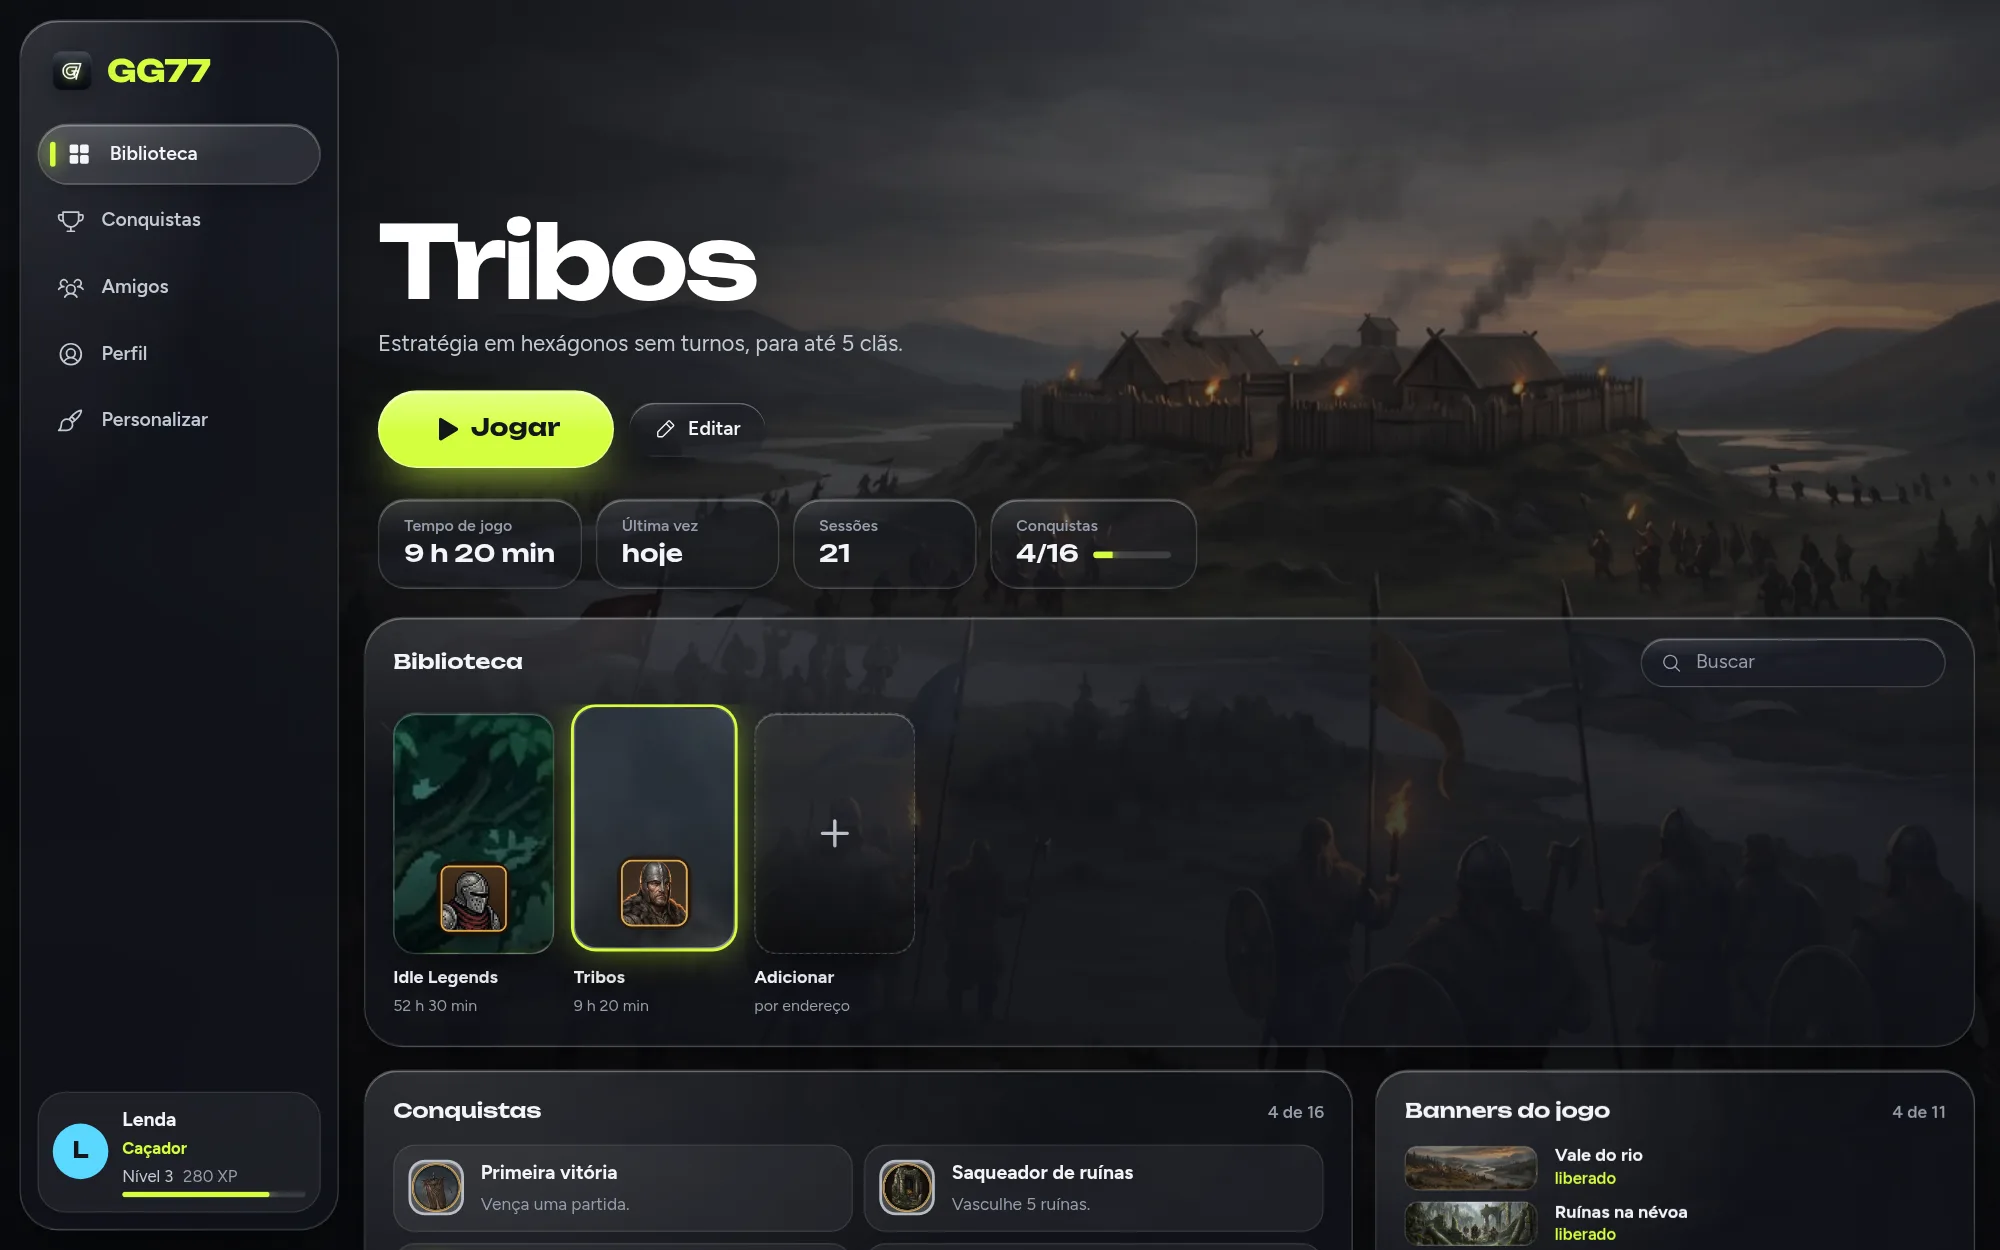 GG77
Biblioteca
Conquistas
Amigos
Perfil
Personalizar
Lenda
L
Caçador
Nível 3 280 XP
Tribos
Estratégia em hexágonos sem turnos, para até 5 clãs.
Jogar
Editar
Tempo de jogo
9 h 20 min
Última vez
hoje
Sessões
21
Conquistas
4/16
Biblioteca
Buscar
Idle Legends
52 h 30 min
Tribos
9 h 20 min
Adicionar
por endereço
Conquistas
4 de 16
Primeira vitória
Vença uma partida.
Saqueador de ruínas
Vasculhe 5 ruínas.
Banners do jogo
4 de 11
Vale do rio
liberado
Ruínas na névoa
liberado